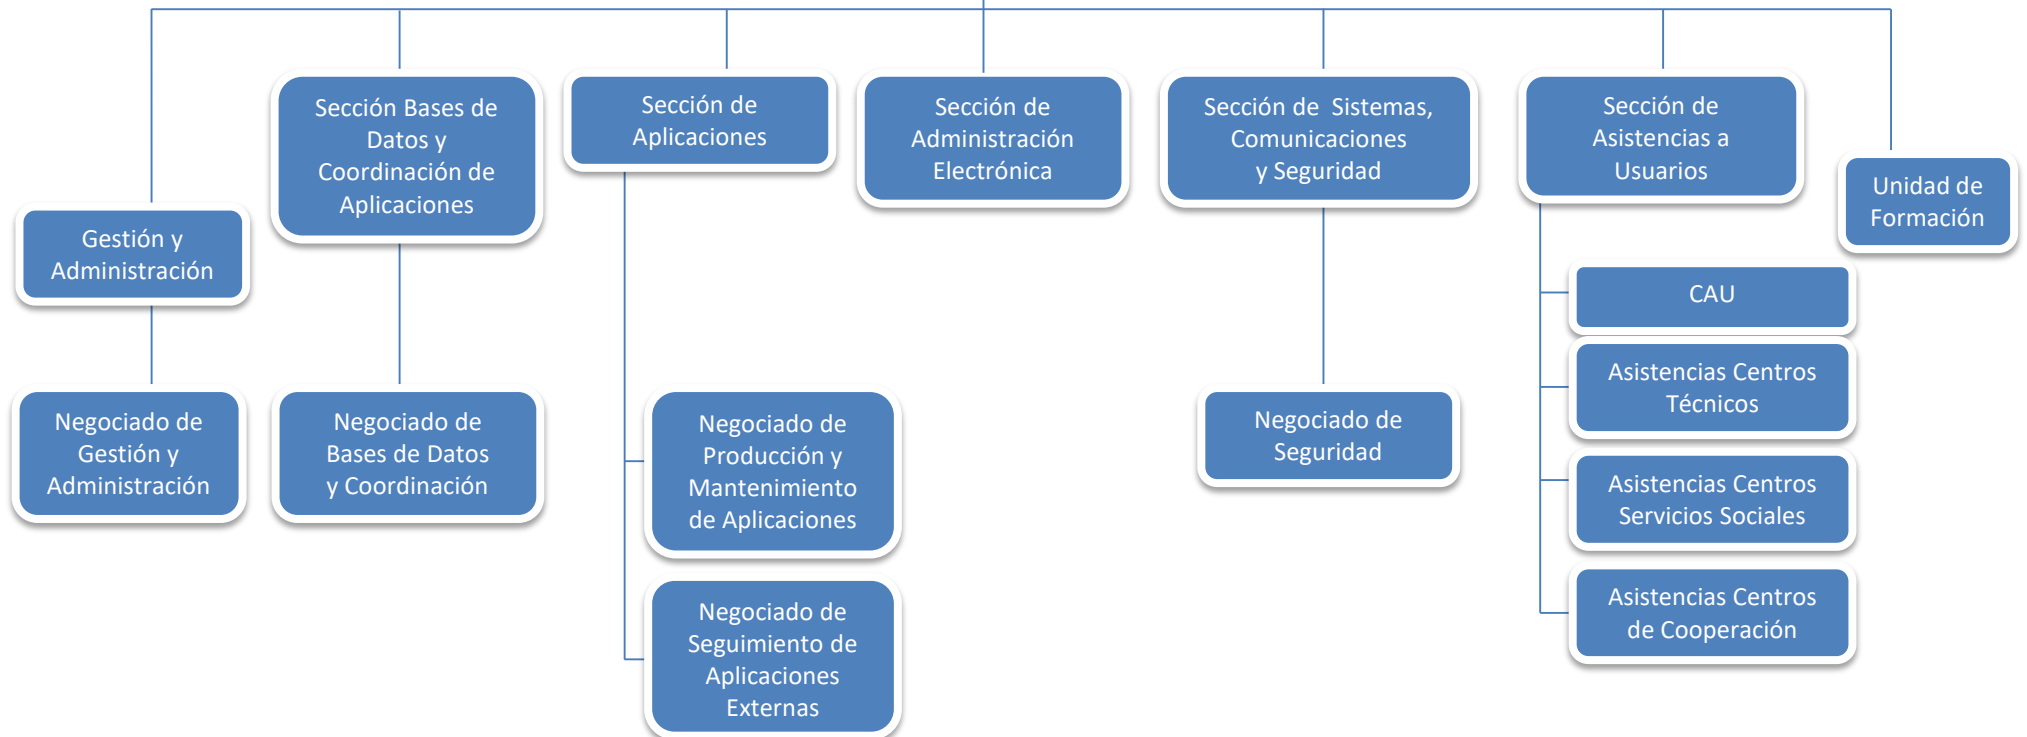 Sección Bases de
Datos y
Coordinación de
Aplicaciones
Sección de
Aplicaciones
Sección de
Administración
Electrónica
Sección de Sistemas,
Comunicaciones
y Seguridad
Sección de
Asistencias a
Usuarios
Unidad de
Formación
Gestión y
Administración
CAU
Asistencias Centros
Técnicos
Negociado de
Gestión y
Administración
Negociado de
Bases de Datos
y Coordinación
Negociado de
Producción y
Mantenimiento
de Aplicaciones
Negociado de
Seguridad
Asistencias Centros
Servicios Sociales
Negociado de
Seguimiento de
Aplicaciones
Externas
Asistencias Centros
de Cooperación